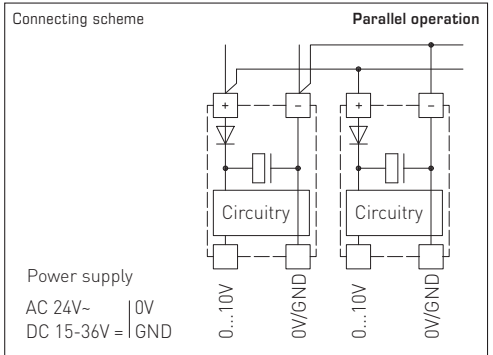 Connecting scheme
Parallel operation
+ − + −
Circuitry Circuitry
Power supply
AC 24V~ | 0V
DC 15-36V = | GND
0...10V
0V/GND
0...10V
0V/GND